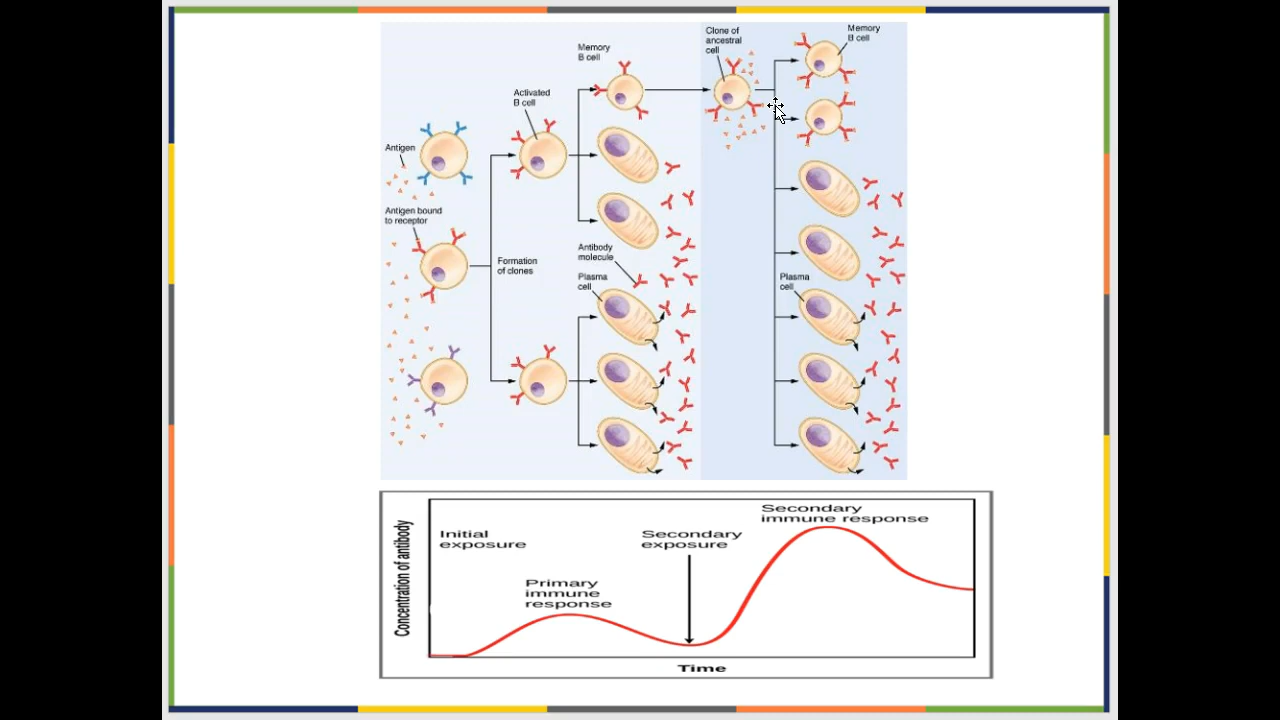 Clone of
ancestral
cell
Memory
B cell
Memory
B cell
Activated
B cell
Antigen
Antigen bound
to receptor
Formation
of clones
Antibody
molecule
Plasma
cell
Plasma
cell
Concentration of antibody
Initial
exposure
Primary
immune
response
Secondary
exposure
Secondary
immune response
Time